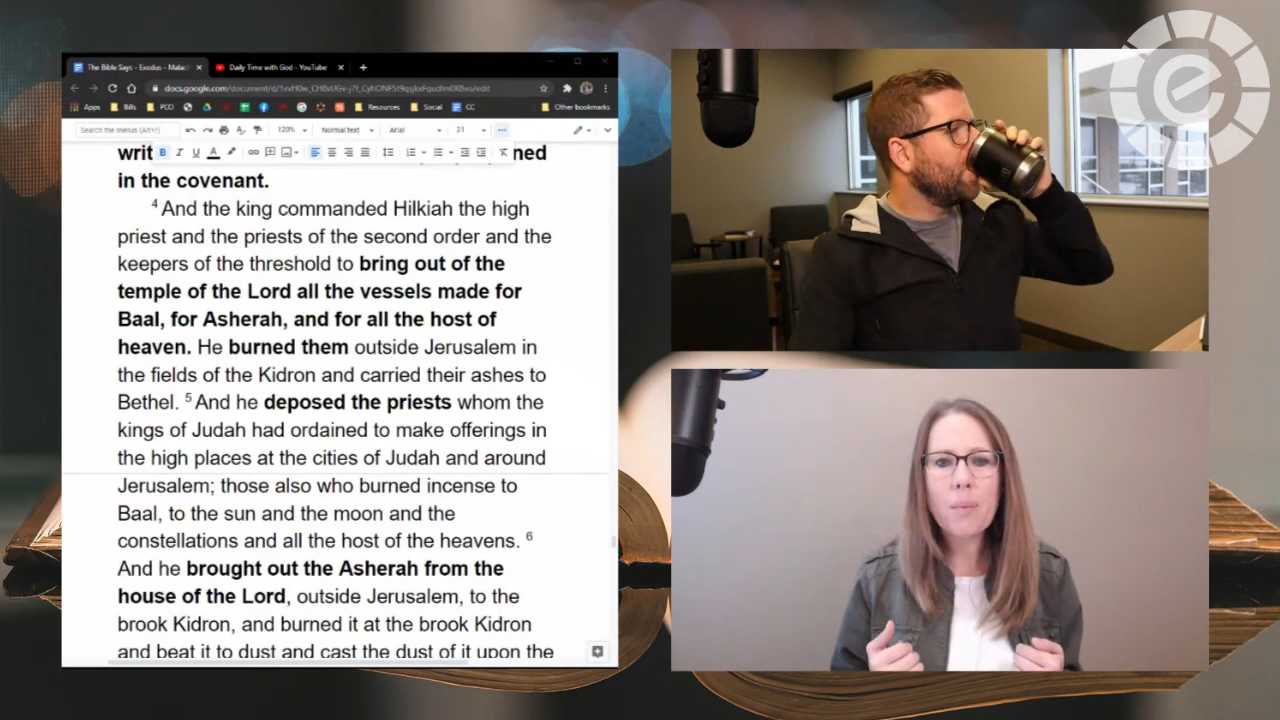 The Bible Says - Exodus - Malac
Daily Time with God - YouTube
Apps Bills PCO Resources Social CC Other bookmarks
Search the menus (Alt+/) 120% Normal text Arial 21
B I U A
writ ned
in the covenant.
4 And the king commanded Hilkiah the high
priest and the priests of the second order and the
keepers of the threshold to bring out of the
temple of the Lord all the vessels made for
Baal, for Asherah, and for all the host of
heaven. He burned them outside Jerusalem in
the fields of the Kidron and carried their ashes to
Bethel. 5 And he deposed the priests whom the
kings of Judah had ordained to make offerings in
the high places at the cities of Judah and around
Jerusalem; those also who burned incense to
Baal, to the sun and the moon and the
constellations and all the host of the heavens. 6
And he brought out the Asherah from the
house of the Lord, outside Jerusalem, to the
brook Kidron, and burned it at the brook Kidron
and beat it to dust and cast the dust of it upon the
e